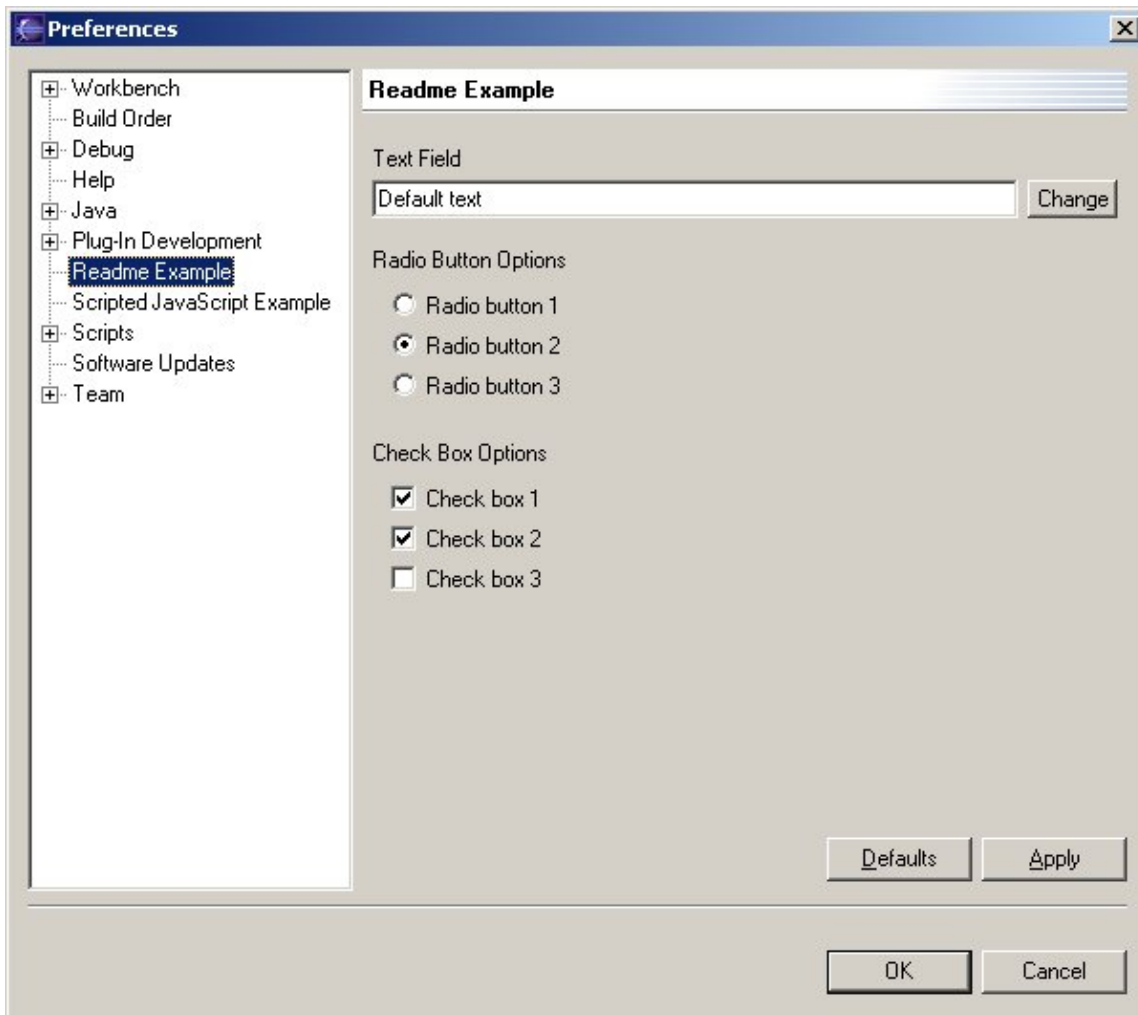 Preferences
Workbench
Build Order
Debug
Help
Java
Plug-In Development
Readme Example
Scripted JavaScript Example
Scripts
Software Updates
Team
Readme Example
Text Field
Default text
Change
Radio Button Options
Radio button 1
Radio button 2
Radio button 3
Check Box Options
Check box 1
Check box 2
Check box 3
Defaults
Apply
OK
Cancel